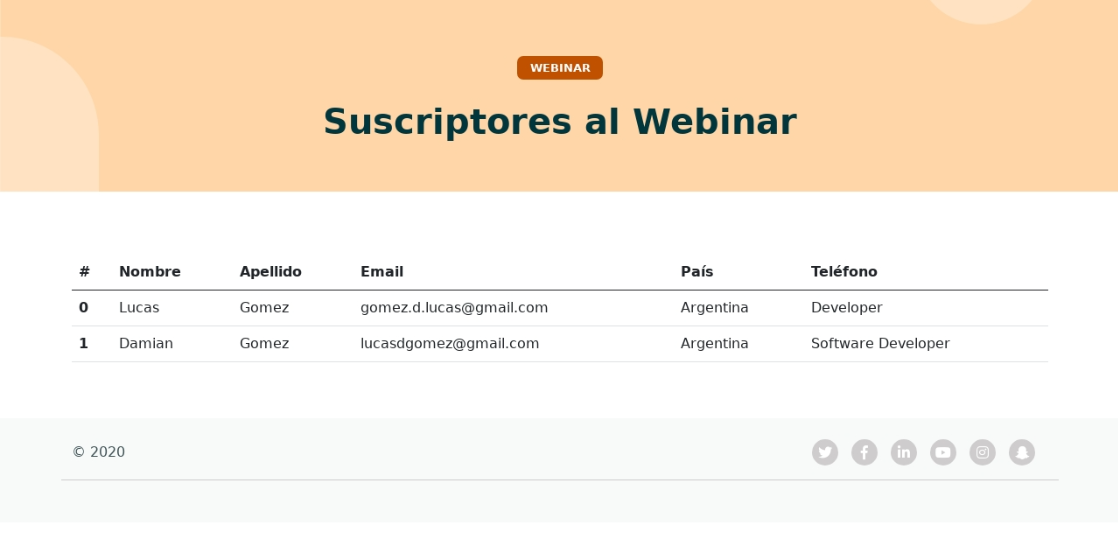 WEBINAR
Suscriptores al Webinar
# Nombre Apellido Email País Teléfono
0 Lucas Gomez gomez.d.lucas@gmail.com Argentina Developer
1 Damian Gomez lucasdgomez@gmail.com Argentina Software Developer
© 2020